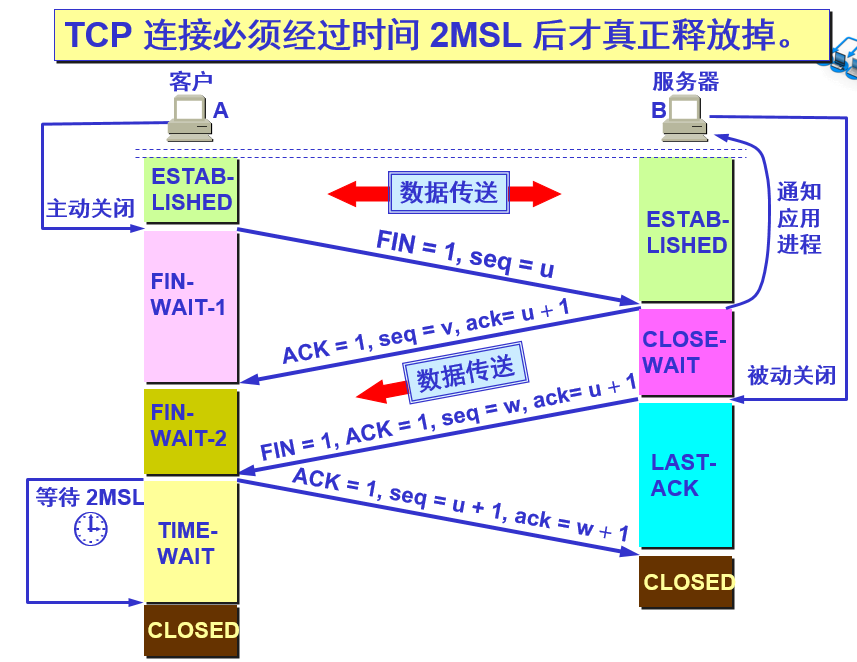 TCP 连接必须经过时间 2MSL 后才真正释放掉。
客户
A
服务器
B
ESTAB-
LISHED
数据传送
主动关闭
ESTAB-
LISHED
通知
应用
进程
FIN = 1, seq = u
FIN-
WAIT-1
ACK = 1, seq = v, ack= u + 1
CLOSE-
WAIT
数据传送
被动关闭
FIN-
WAIT-2
FIN = 1, ACK = 1, seq = w, ack= u + 1
LAST-
ACK
ACK = 1, seq = u + 1, ack = w + 1
等待 2MSL
TIME-
WAIT
CLOSED
CLOSED